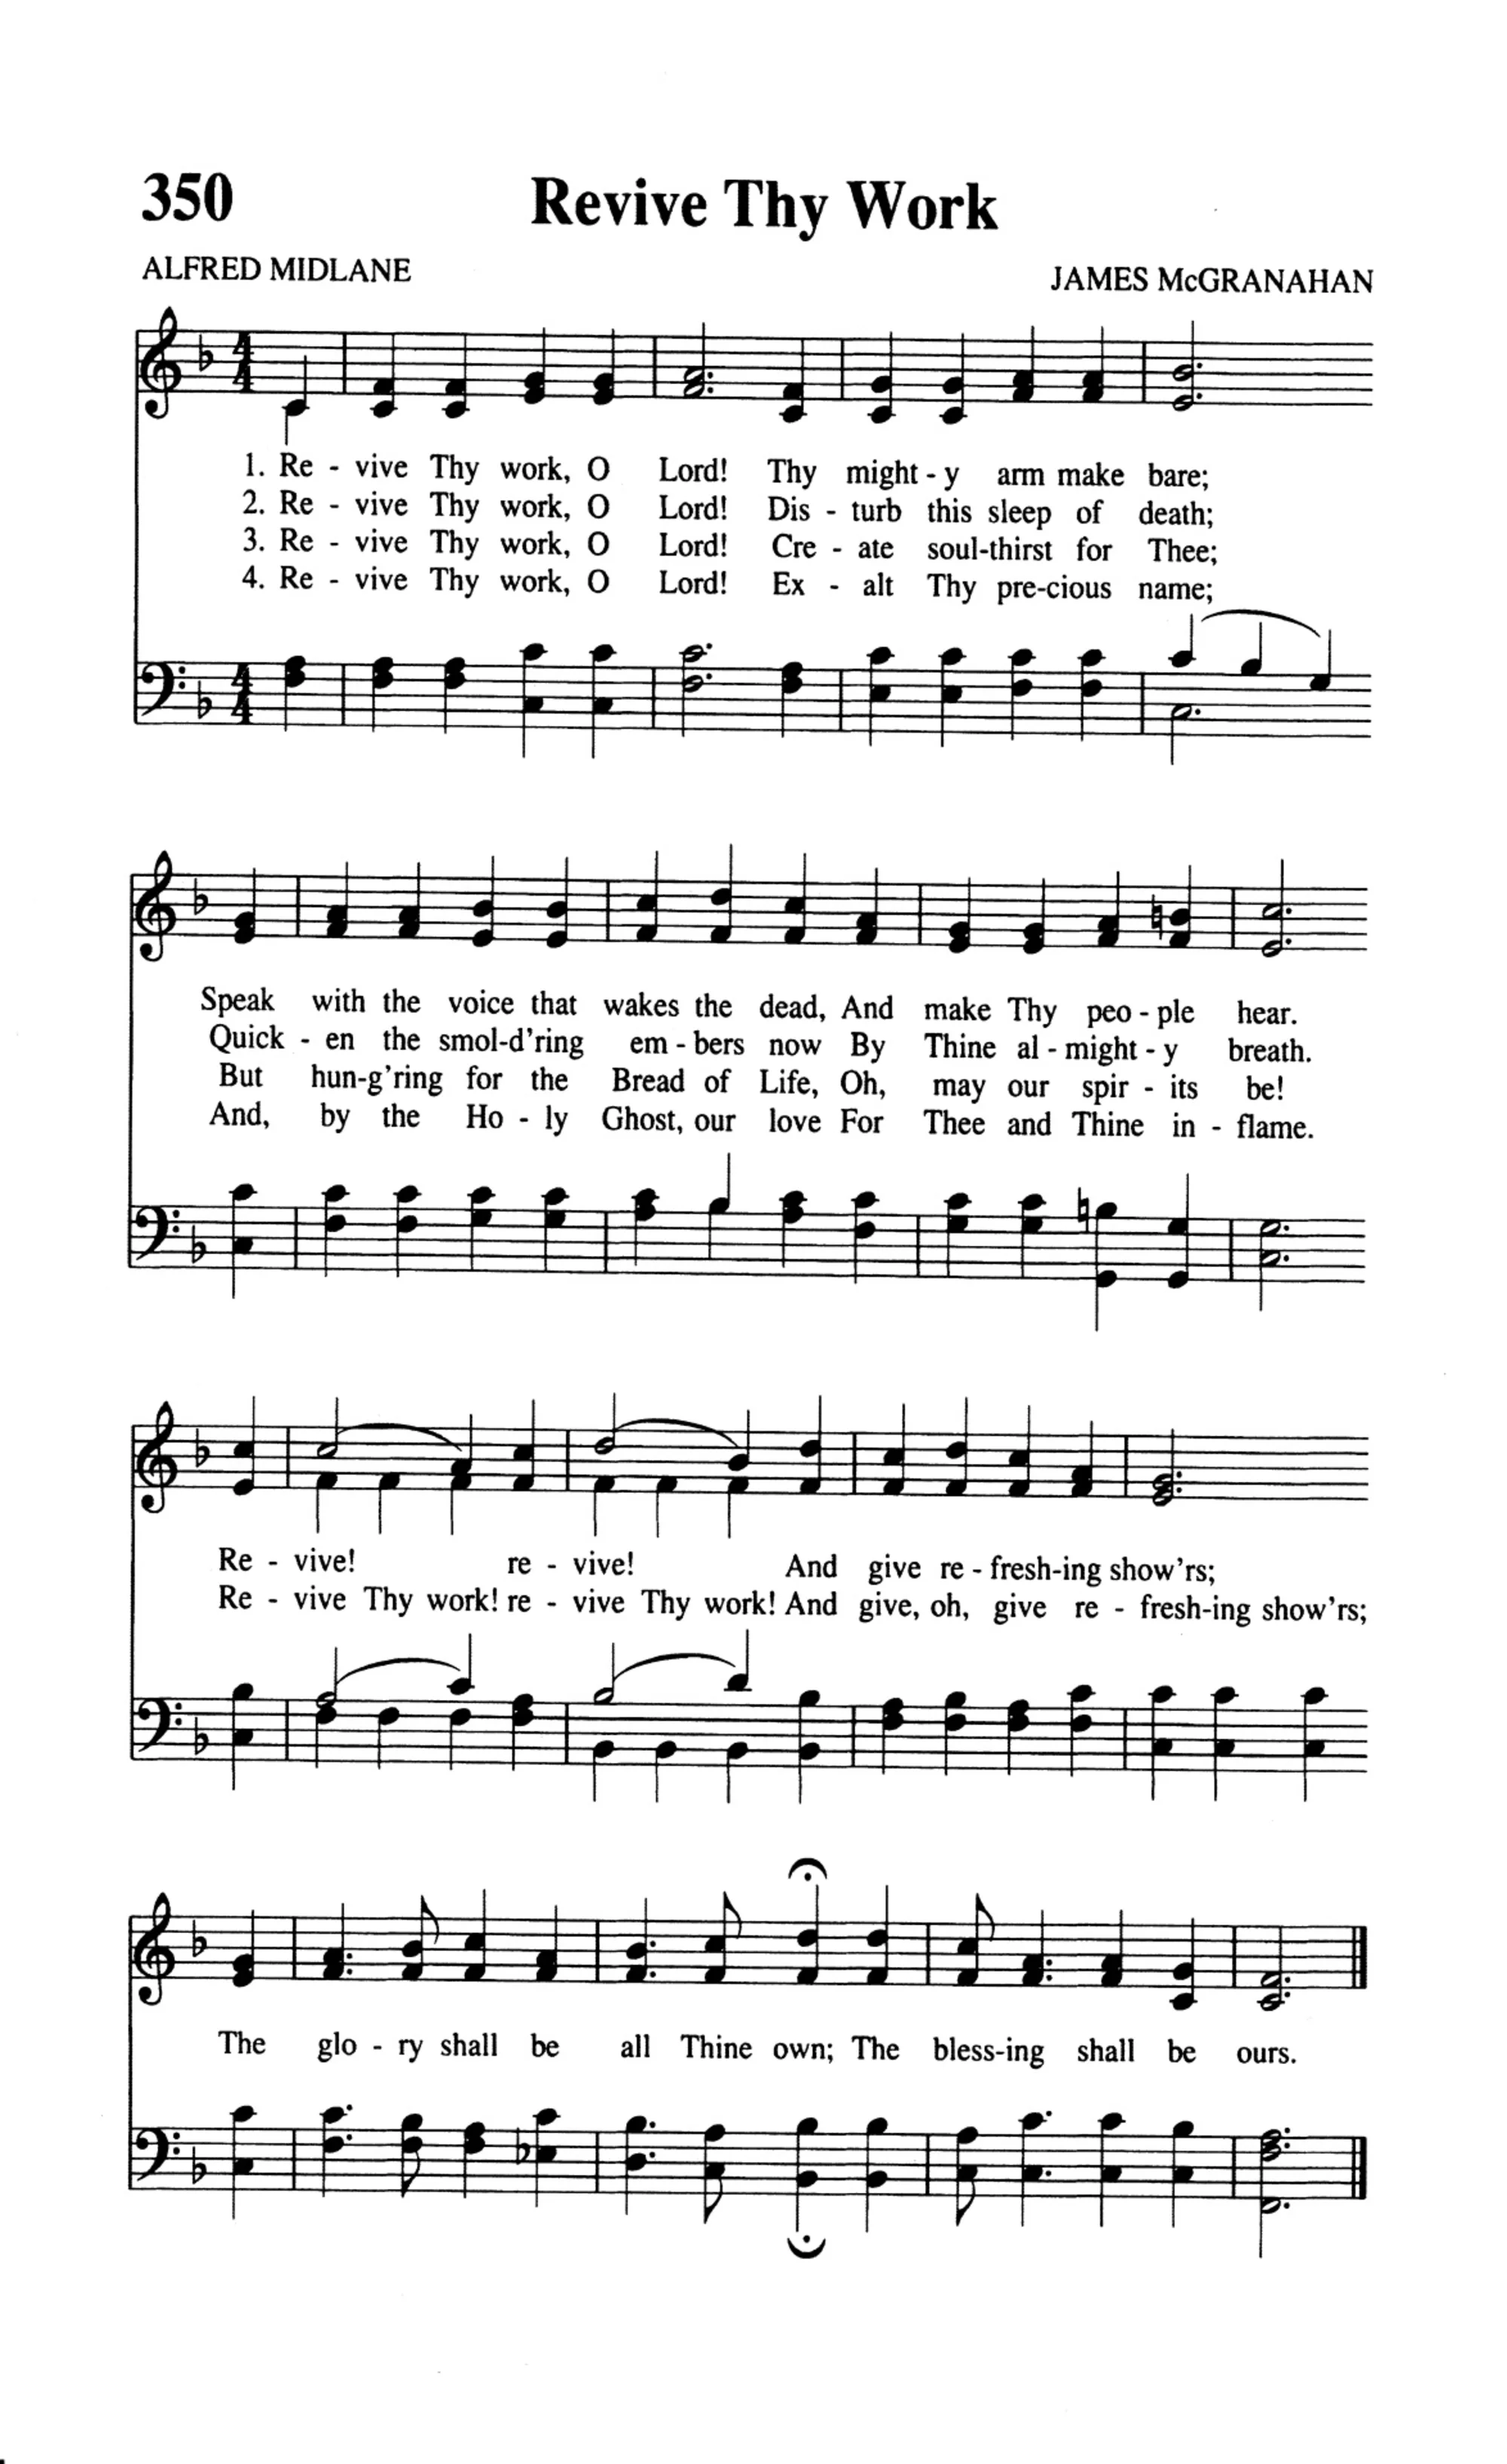 350 Revive Thy Work
ALFRED MIDLANE JAMES McGRANAHAN
4 4
1. Re - vive Thy work, O Lord! Thy might - y arm make bare;
2. Re - vive Thy work, O Lord! Dis - turb this sleep of death;
3. Re - vive Thy work, O Lord! Cre - ate soul-thirst for Thee;
4. Re - vive Thy work, O Lord! Ex - alt Thy pre-cious name;
4 4
Speak with the voice that wakes the dead, And make Thy peo - ple hear.
Quick - en the smol-d'ring em - bers now By Thine al - might - y breath.
But hun-g'ring for the Bread of Life, Oh, may our spir - its be!
And, by the Ho - ly Ghost, our love For Thee and Thine in - flame.
Re - vive! re - vive! And give re - fresh-ing show'rs;
Re - vive Thy work! re - vive Thy work! And give, oh, give re - fresh-ing show'rs;
The glo - ry shall be all Thine own; The bless-ing shall be ours.